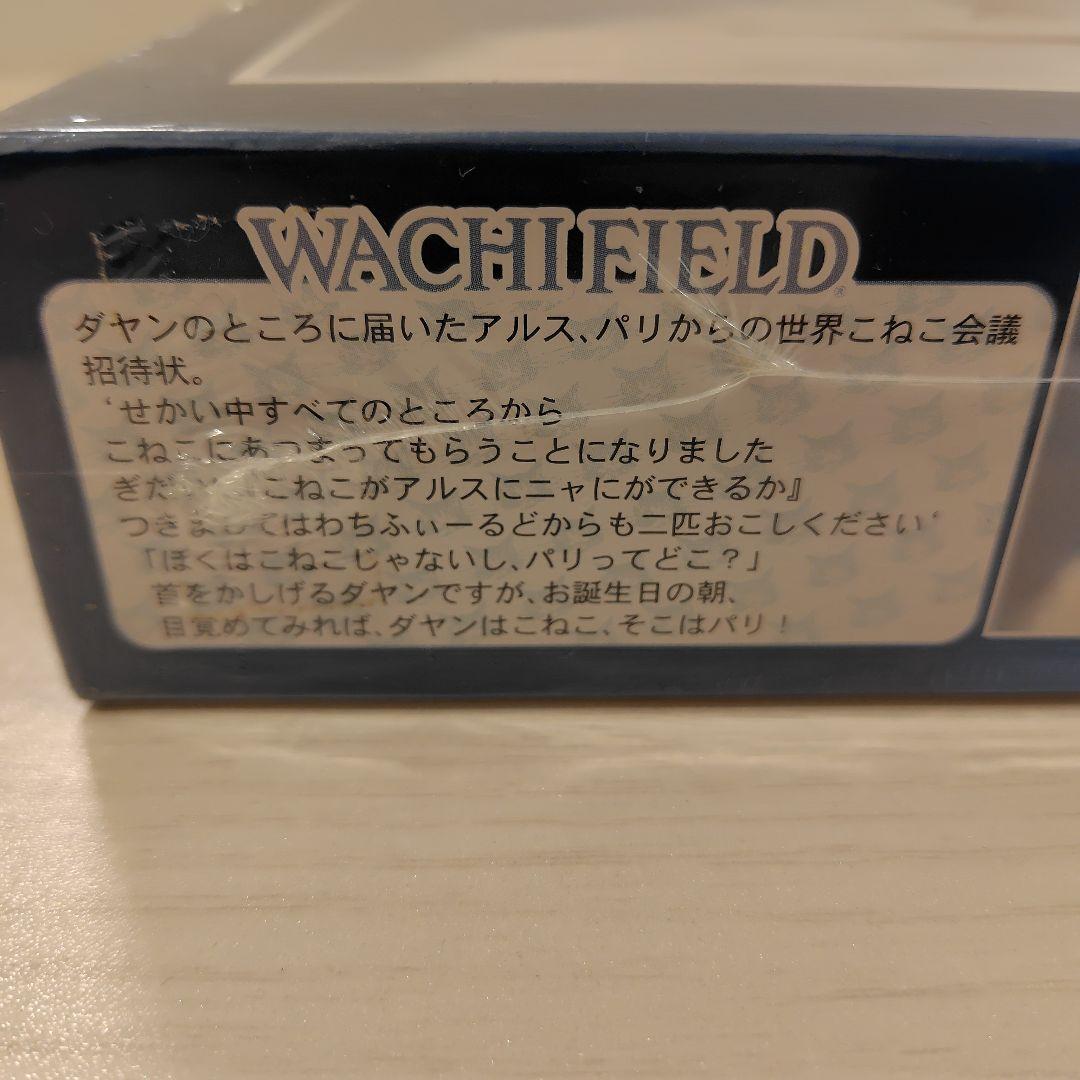 WACHIFIELD
ダヤンのところに届いたアルス、パリからの世界こねこ会議
招待状。
‘せかい中すべてのところから
こねこにあつまってもらうことになりました
ぎだいは『こねこがアルスにニャにができるか』
つきましてはわちふぃーるどからも二匹おこしください‘
「ぼくはこねこじゃないし、パリってどこ？」
首をかしげるダヤンですが、お誕生日の朝、
目覚めてみれば、ダヤンはこねこ、そこはパリ！